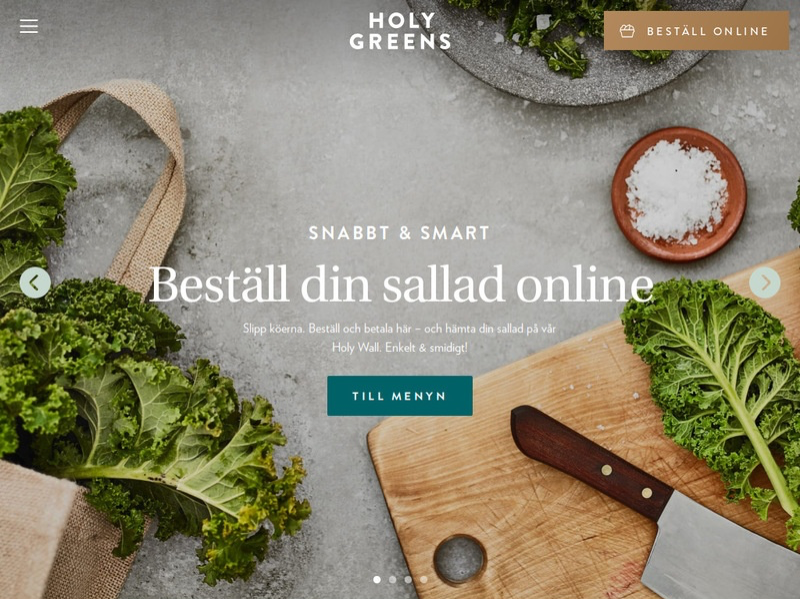 HOLY
GREENS
BESTÄLL ONLINE
SNABBT & SMART
Beställ din sallad online
Slipp köerna. Beställ och betala här – och hämta din sallad på vår
Holy Wall. Enkelt & smidigt!
TILL MENYN